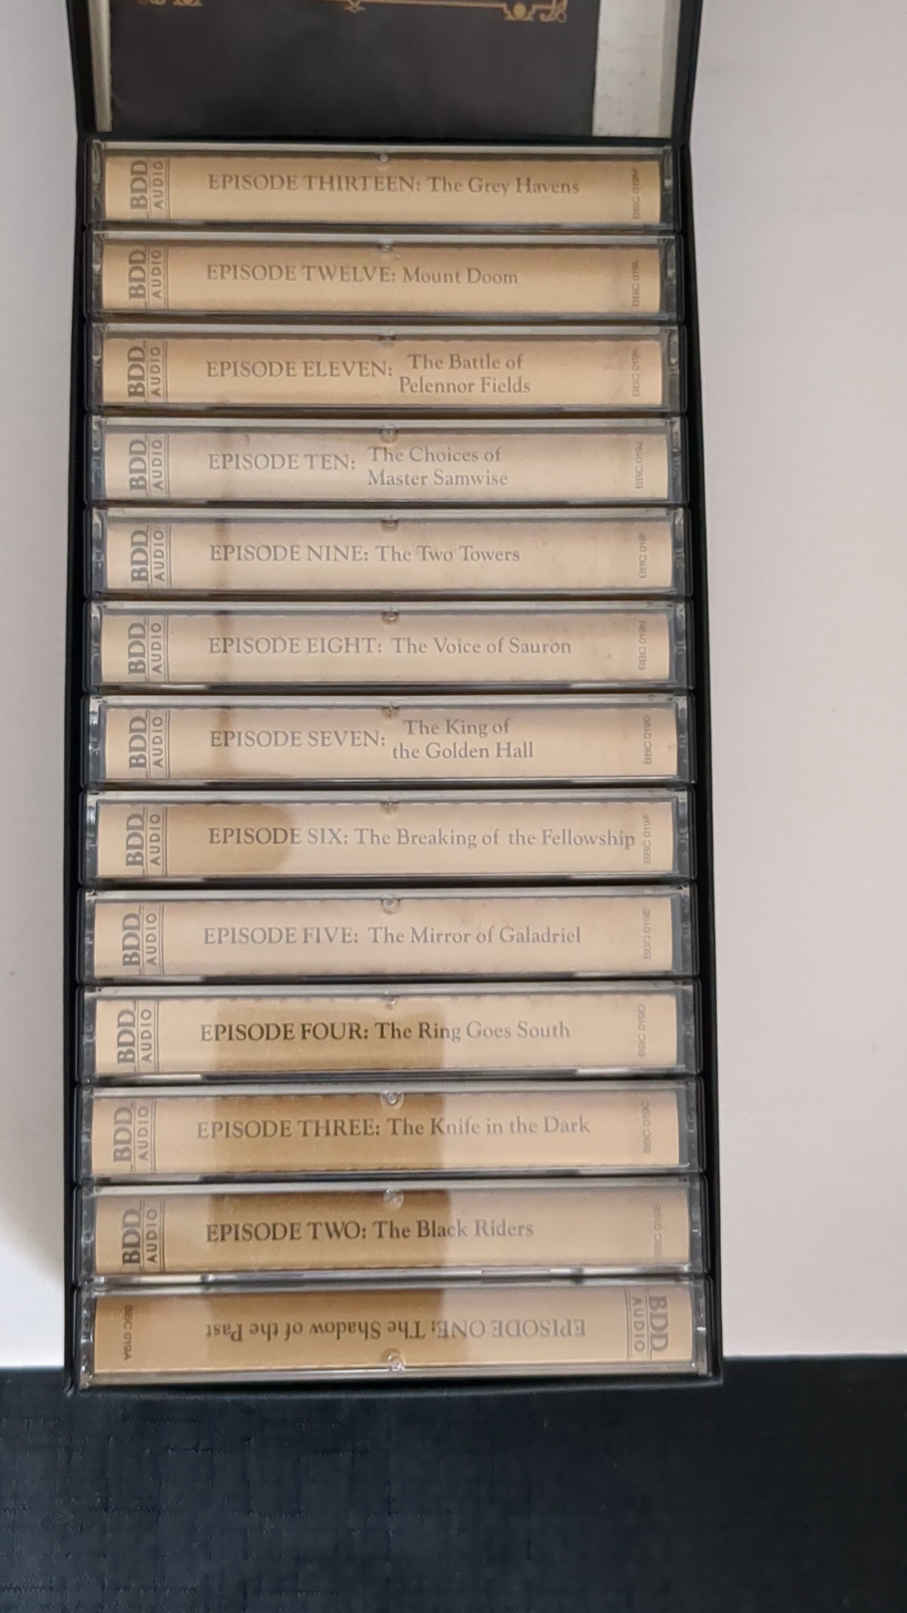 BDD
AUDIO
EPISODE THIRTEEN: The Grey Havens
BDD
AUDIO
EPISODE TWELVE: Mount Doom
BDD
AUDIO
EPISODE ELEVEN: The Battle of
Pelennor Fields
BDD
AUDIO
EPISODE TEN: The Choices of
Master Samwise
BDD
AUDIO
EPISODE NINE: The Two Towers
BDD
AUDIO
EPISODE EIGHT: The Voice of Sauron
BDD
AUDIO
EPISODE SEVEN: The King of
the Golden Hall
BDD
AUDIO
EPISODE SIX: The Breaking of the Fellowship
BDD
AUDIO
EPISODE FIVE: The Mirror of Galadriel
BDD
AUDIO
EPISODE FOUR: The Ring Goes South
BDD
AUDIO
EPISODE THREE: The Knife in the Dark
BDD
AUDIO
EPISODE TWO: The Black Riders
BDD
AUDIO
EPISODE ONE: The Shadow of the Past